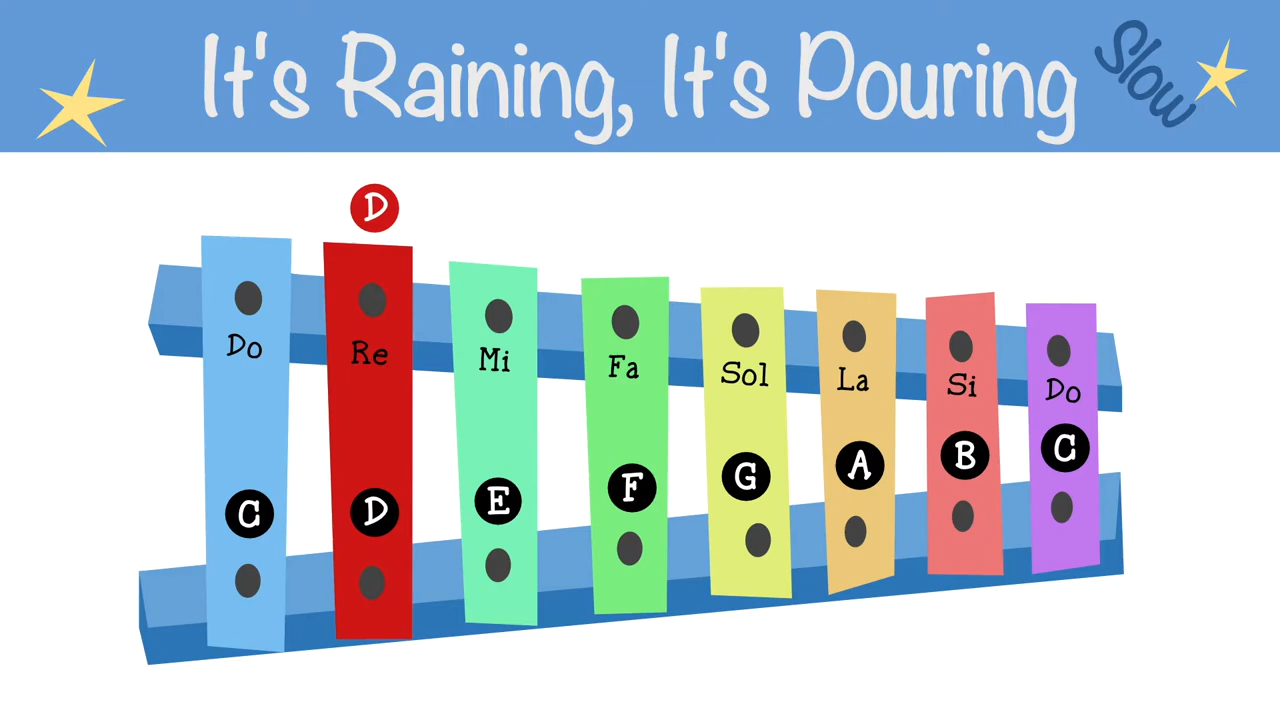 It's Raining, It's Pouring
Slow
D
Do Re Mi Fa Sol La Si Do
C D E F G A B C